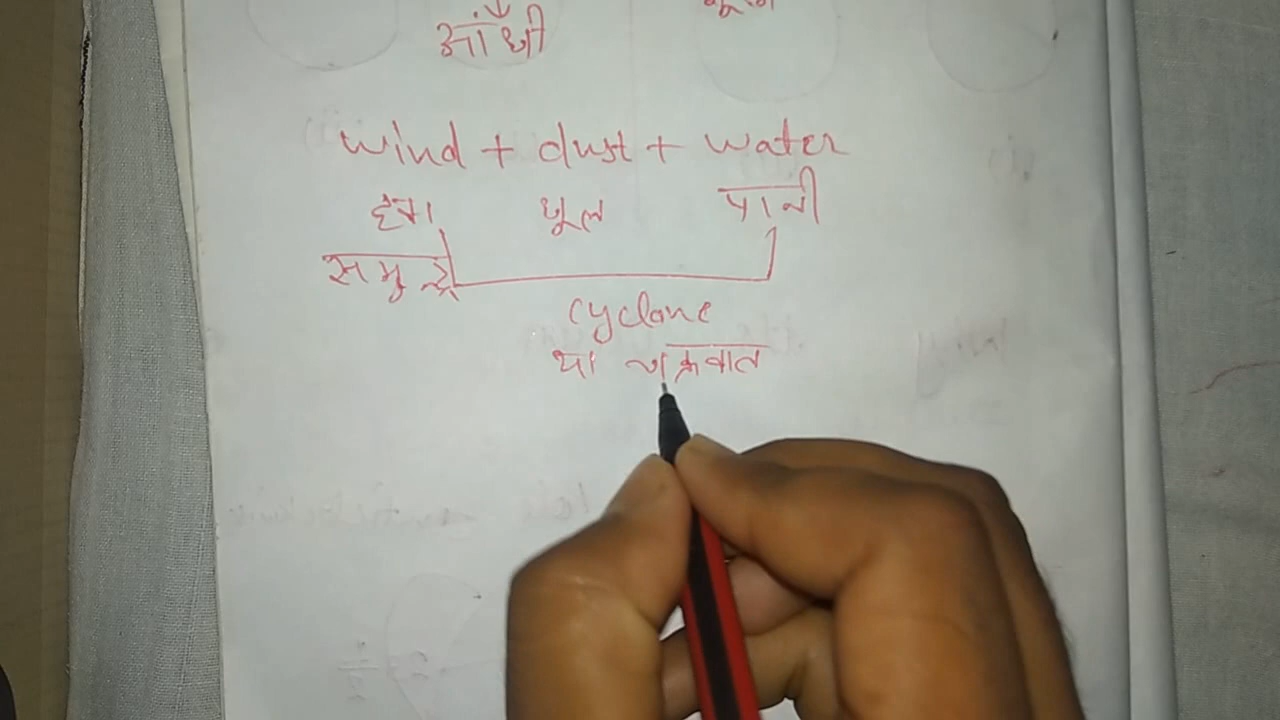 आंधी
wind + dust + water
हवा धूल पानी
समुद्र
cyclone
या चक्रवात